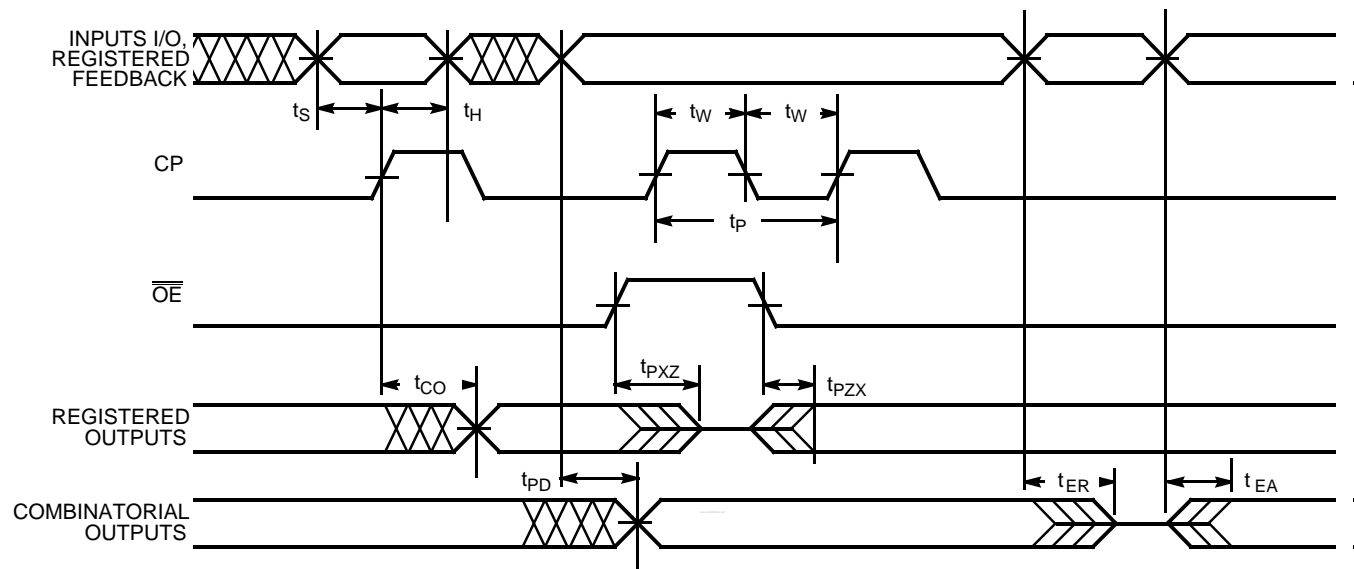 INPUTS I/O,
REGISTERED
FEEDBACK
tS
tH
tW
tW
CP
tP
OE
tCO
tPXZ
tPZX
REGISTERED
OUTPUTS
tPD
tER
tEA
COMBINATORIAL
OUTPUTS